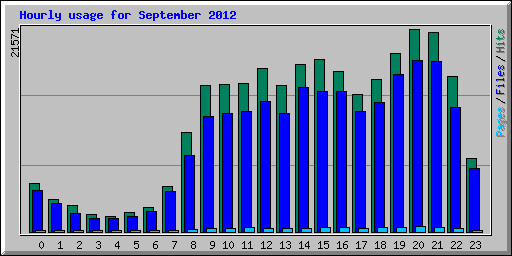 Hourly usage for September 2012
21571
Pages/Files/Hits
0 1 2 3 4 5 6 7 8 9 10 11 12 13 14 15 16 17 18 19 20 21 22 23